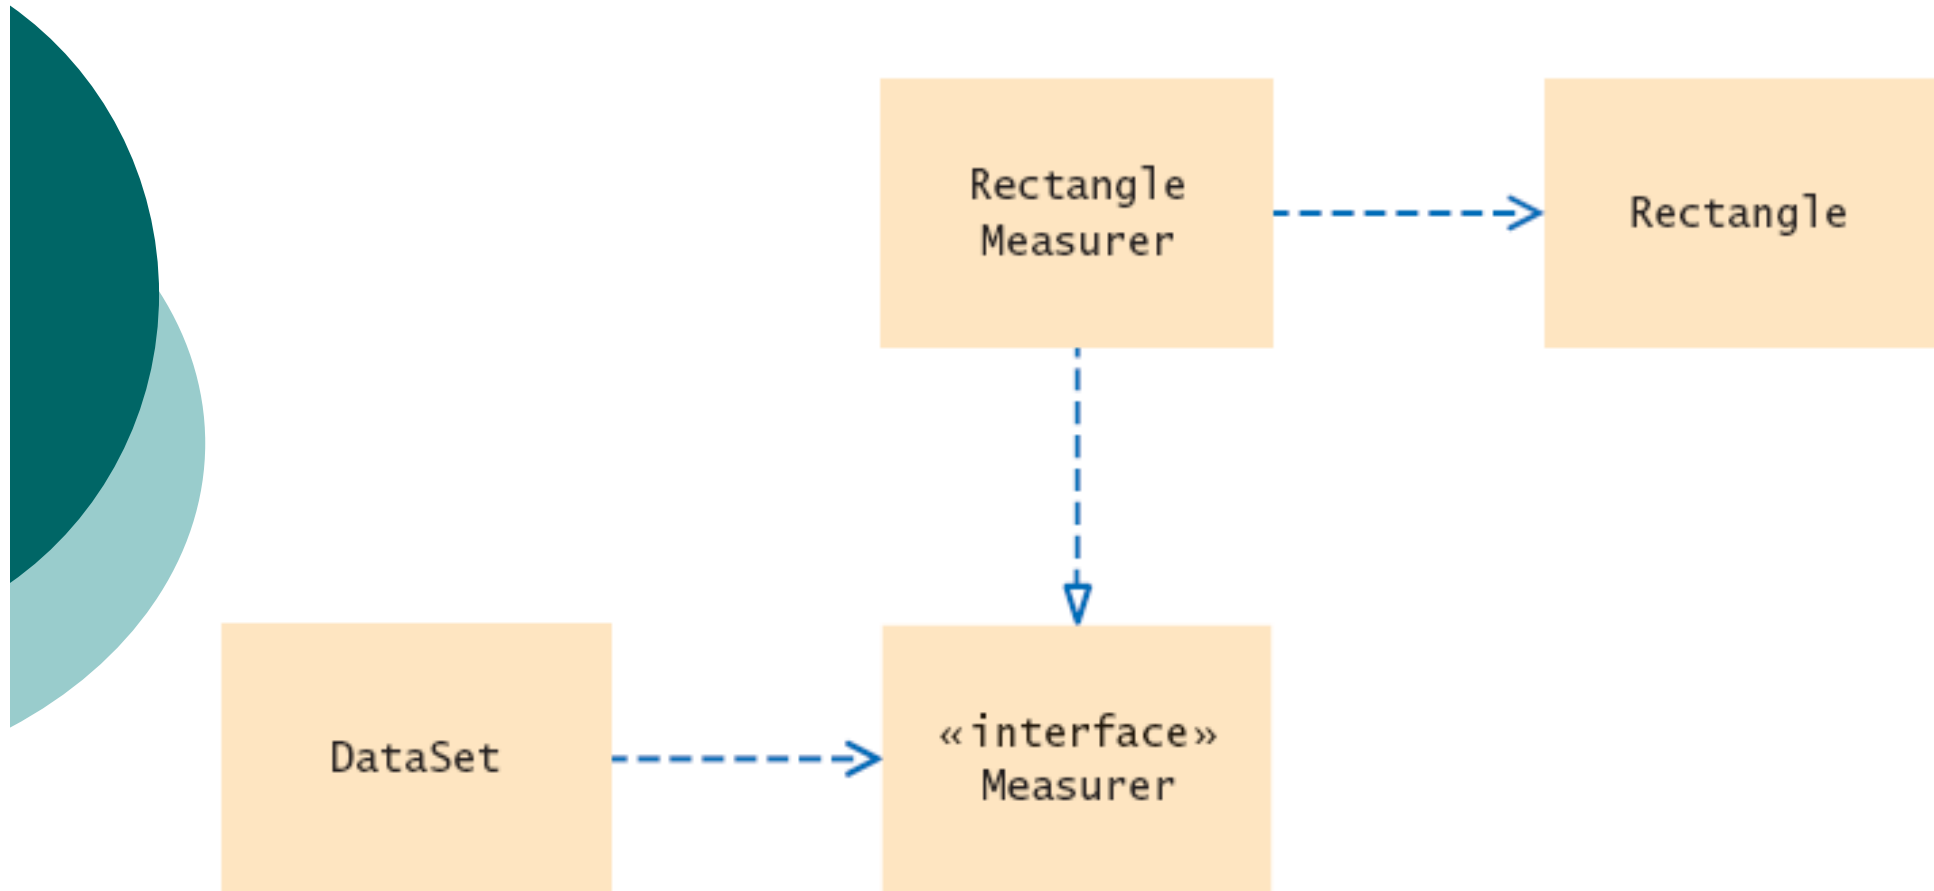 Rectangle
Measurer
Rectangle
DataSet
«interface»
Measurer